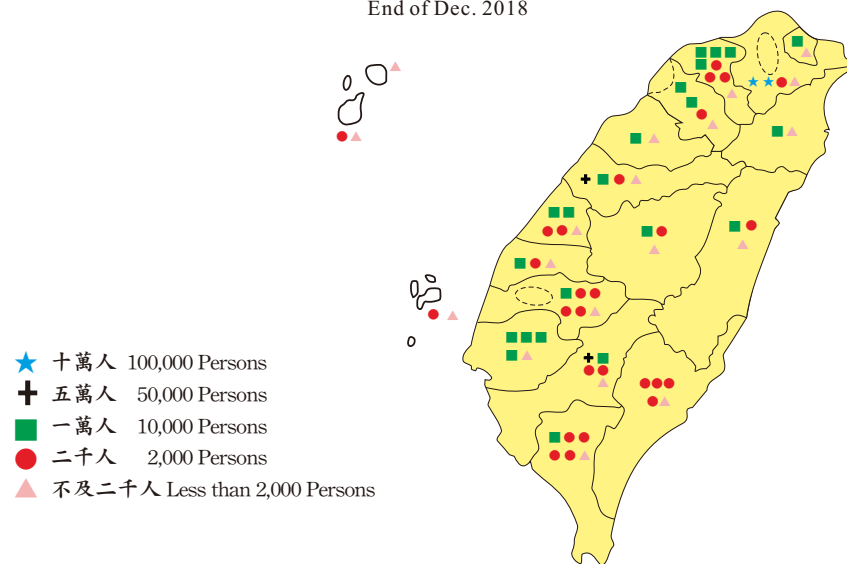 End of Dec. 2018
十萬人 100,000 Persons
五萬人 50,000 Persons
一萬人 10,000 Persons
二千人 2,000 Persons
不及二千人 Less than 2,000 Persons